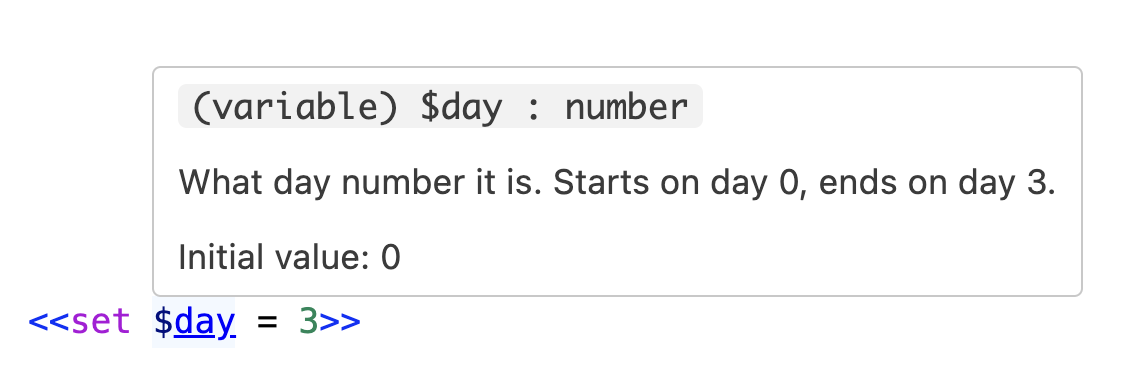 (variable) $day : number
What day number it is. Starts on day 0, ends on day 3.
Initial value: 0
<<set $day = 3>>